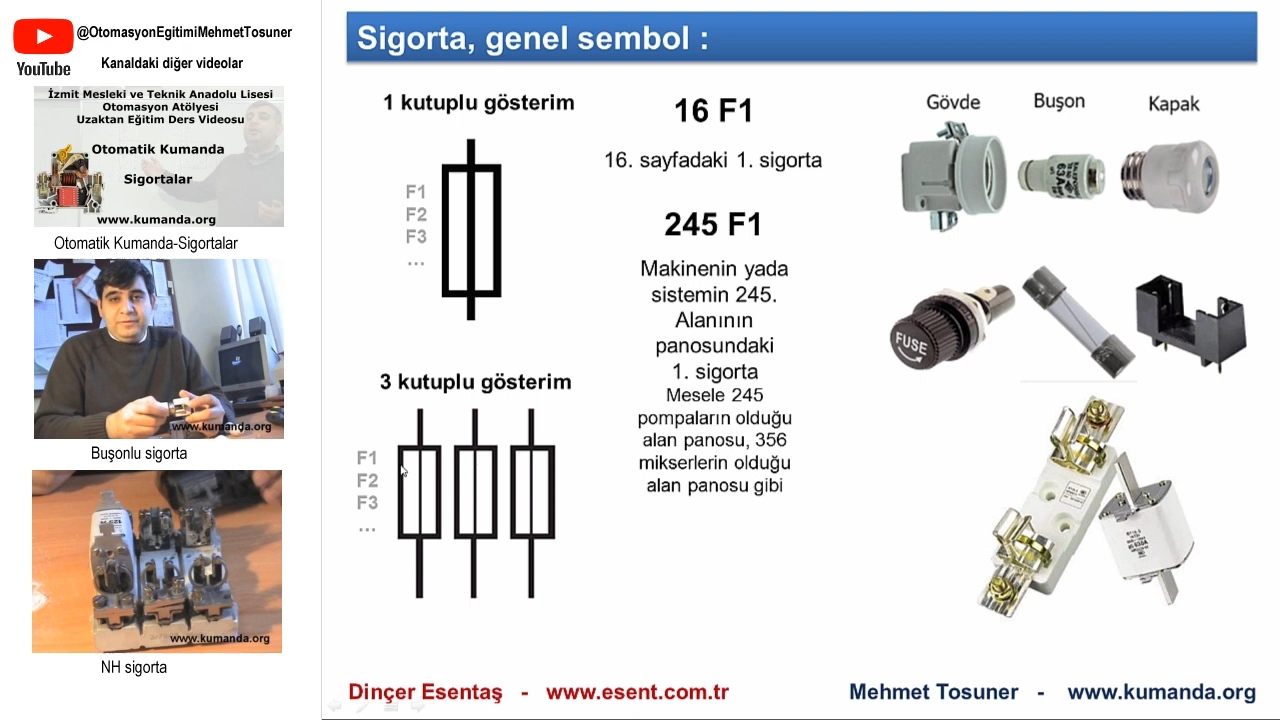 @OtomasyonEgitimiMehmetTosuner
YouTube
Kanaldaki diğer videolar
İzmit Mesleki ve Teknik Anadolu Lisesi
Otomasyon Atölyesi
Uzaktan Eğitim Ders Videosu
Otomatik Kumanda
Sigortalar
www.kumanda.org
Otomatik Kumanda-Sigortalar
www.kumanda.org
Buşonlu sigorta
www.kumanda.org
NH sigorta
Sigorta, genel sembol :
1 kutuplu gösterim
F1
F2
F3
...
3 kutuplu gösterim
F1
F2
F3
...
16 F1
16. sayfadaki 1. sigorta
245 F1
Makinenin yada
sistemin 245.
Alanının
panosundaki
1. sigorta
Mesele 245
pompaların olduğu
alan panosu, 356
mikserlerin olduğu
alan panosu gibi
Gövde
Buşon
Kapak
FUSE
Dinçer Esentaş - www.esent.com.tr
Mehmet Tosuner - www.kumanda.org